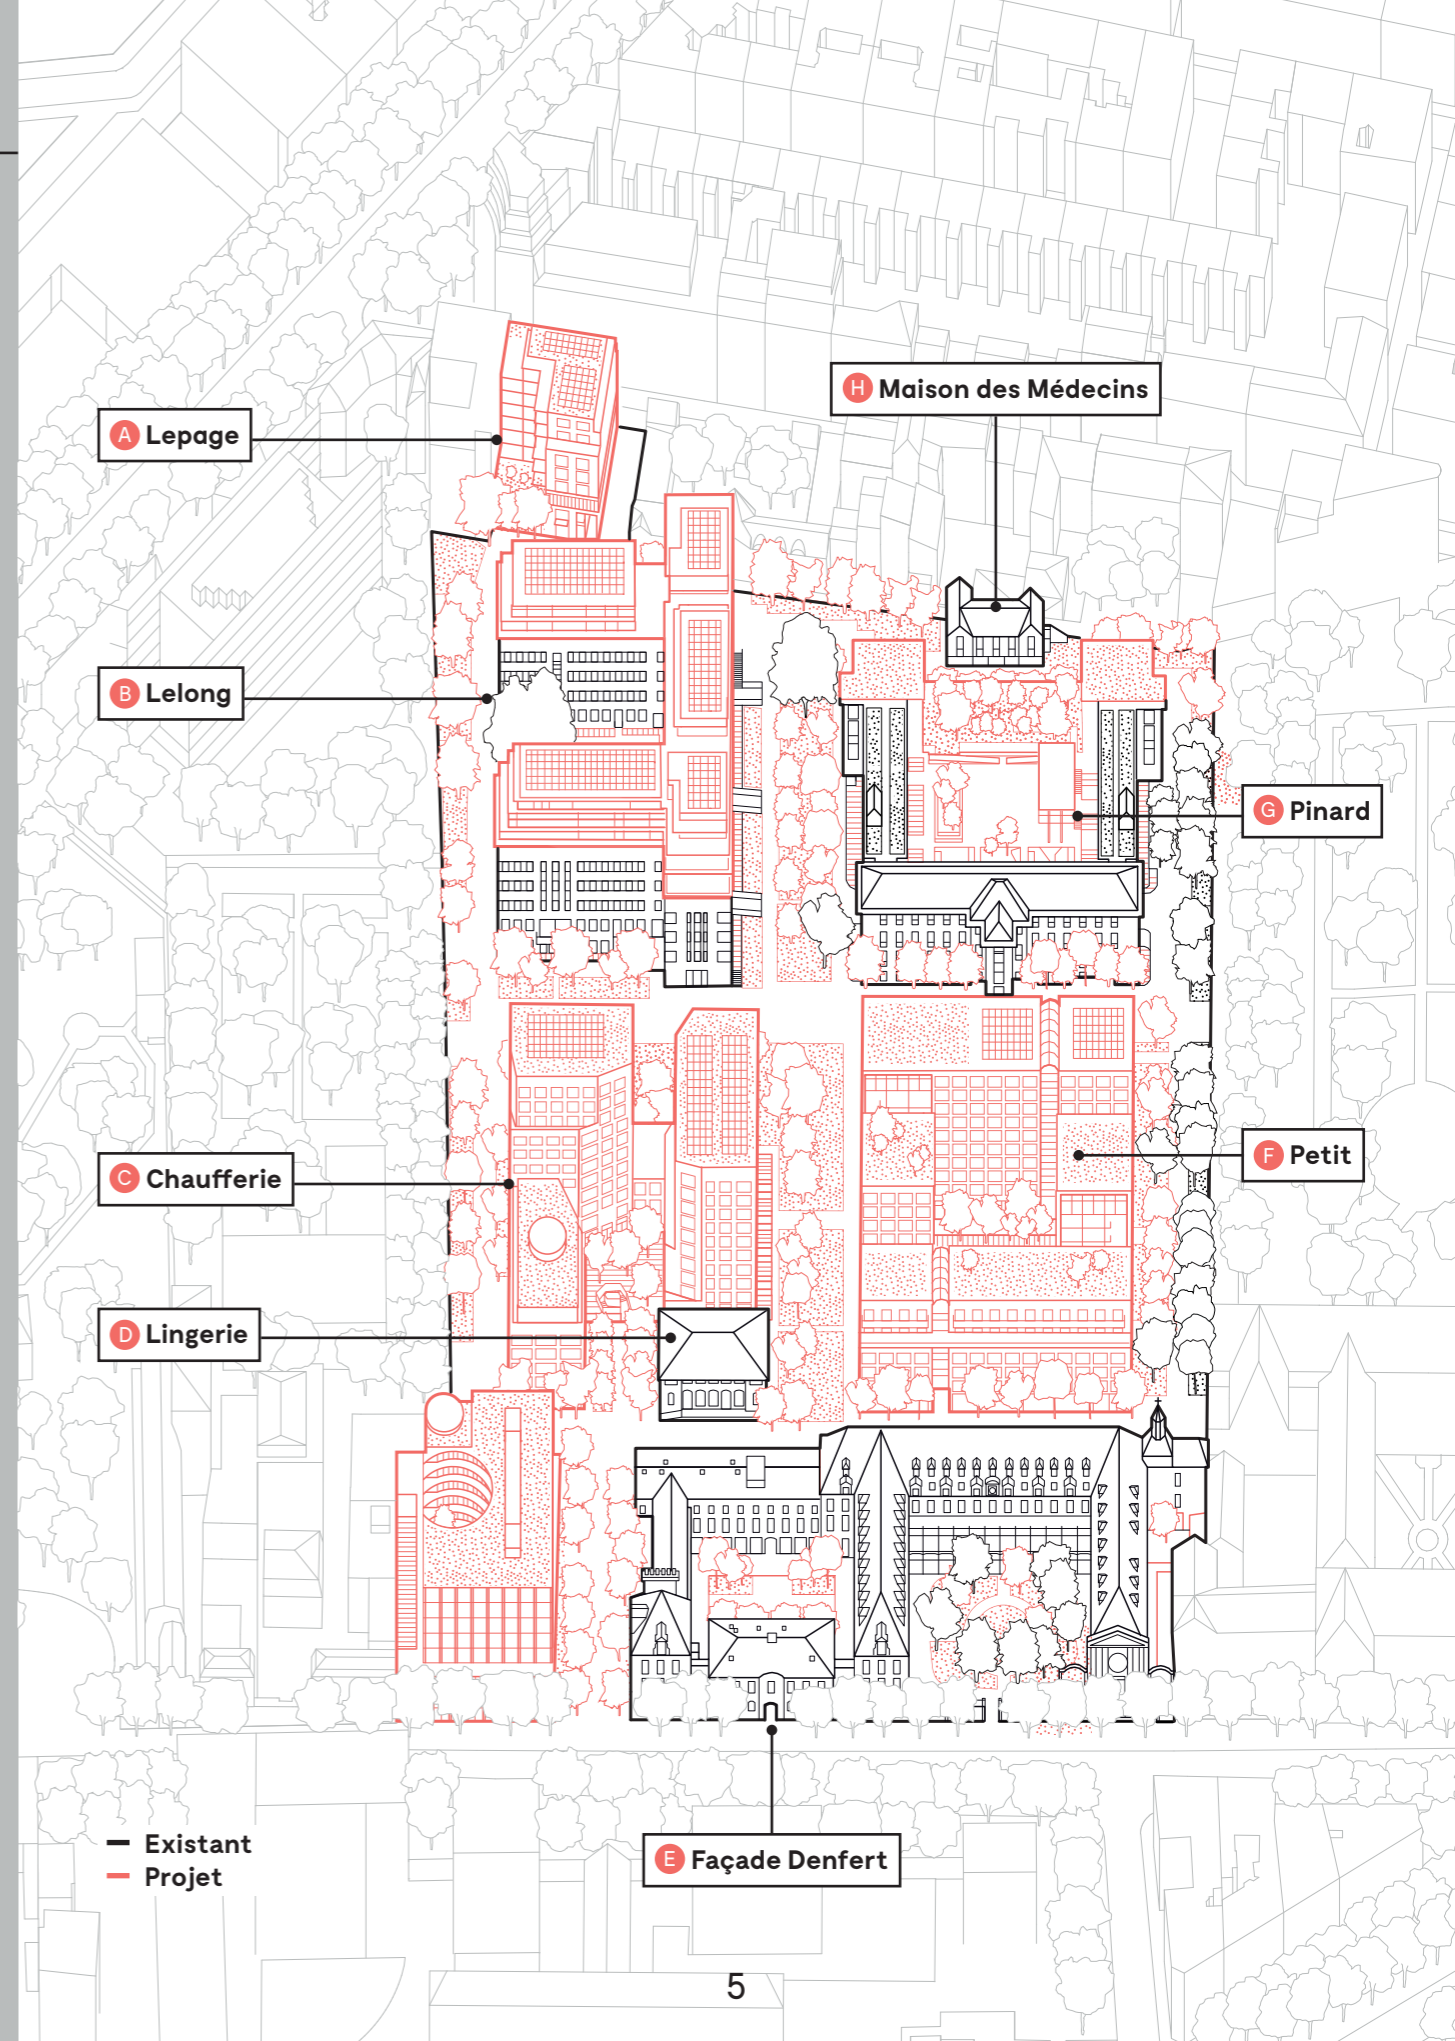 H Maison des Médecins
A Lepage
B Lelong
G Pinard
F Petit
C Chaufferie
D Lingerie
Existant
Projet
E Façade Denfert
5